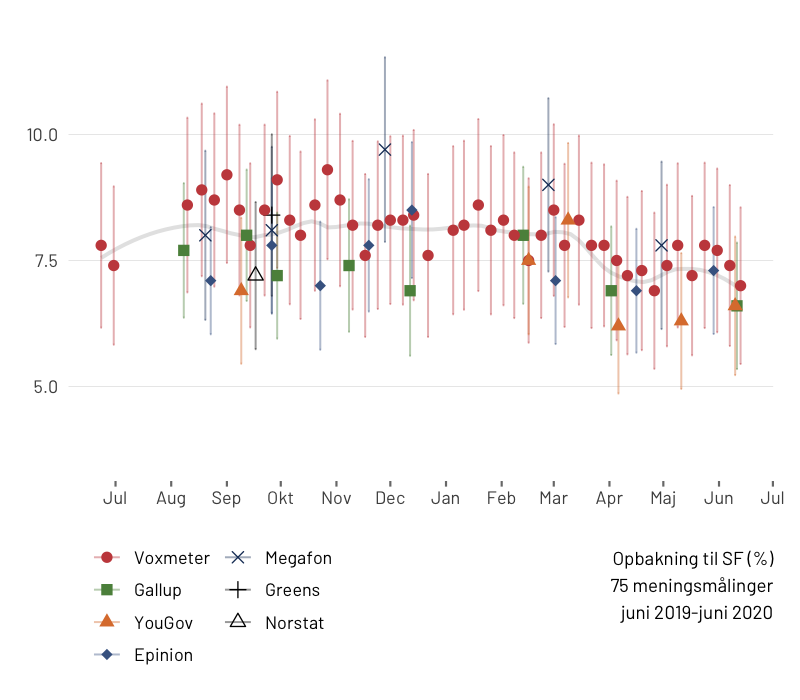 10.0
7.5
5.0
Jul Aug Sep Okt Nov Dec Jan Feb Mar Apr Maj Jun Jul
Voxmeter Megafon
Gallup Greens
YouGov Norstat
Epinion
Opbakning til SF (%)
75 meningsmålinger
juni 2019-juni 2020